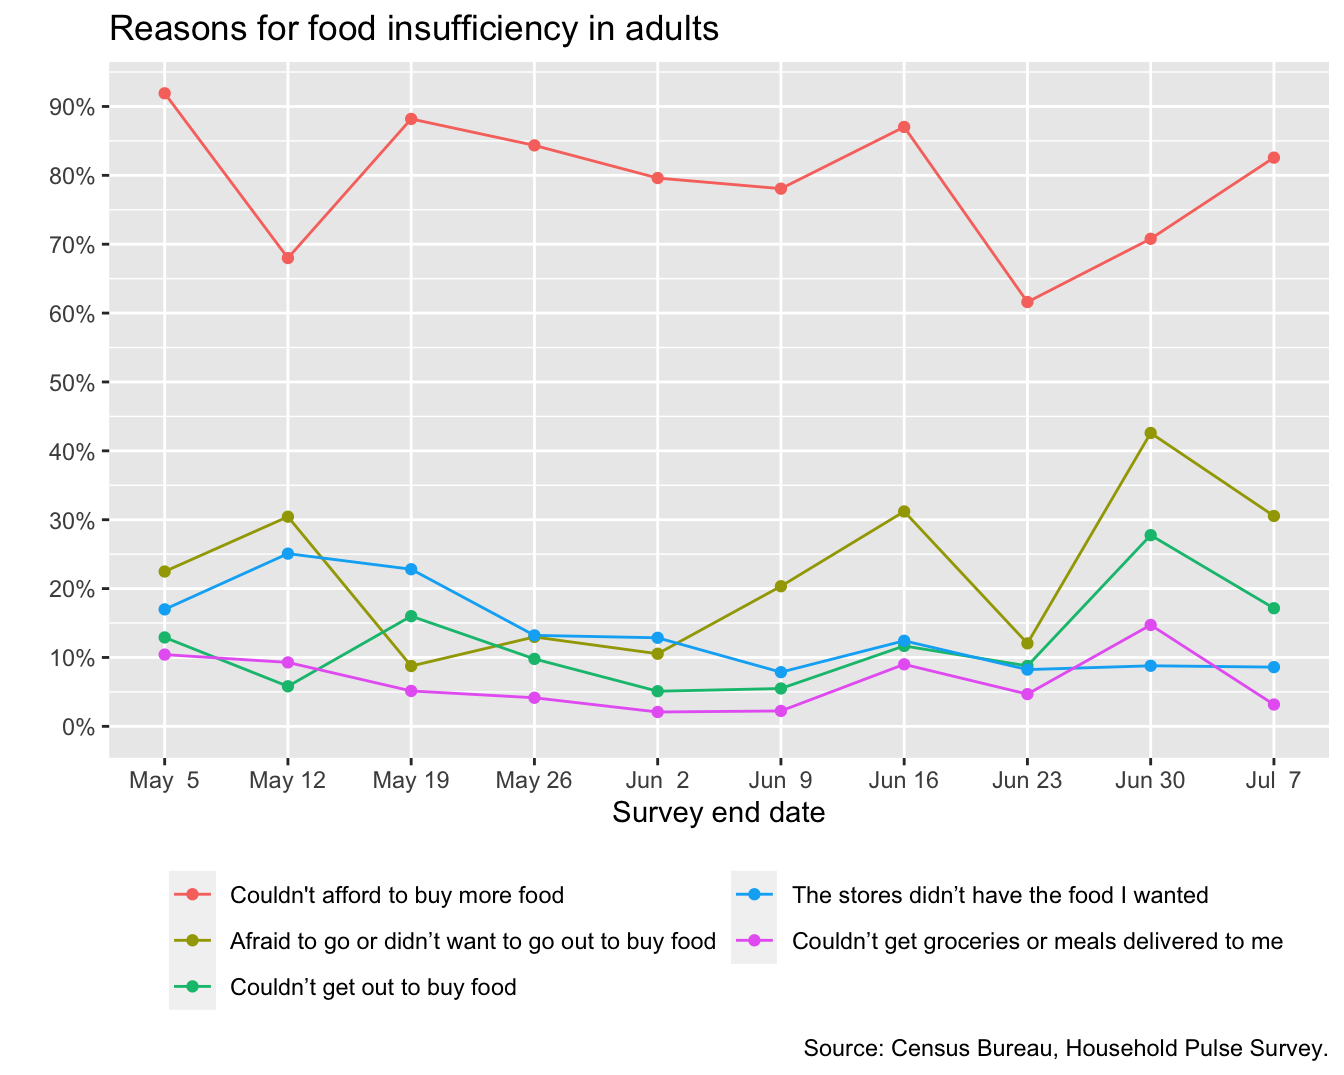 Reasons for food insufficiency in adults
90%
80%
70%
60%
50%
40%
30%
20%
10%
0%
May 5 May 12 May 19 May 26 Jun 2 Jun 9 Jun 16 Jun 23 Jun 30 Jul 7
Survey end date
Couldn't afford to buy more food
Afraid to go or didn’t want to go out to buy food
Couldn’t get out to buy food
The stores didn’t have the food I wanted
Couldn’t get groceries or meals delivered to me
Source: Census Bureau, Household Pulse Survey.